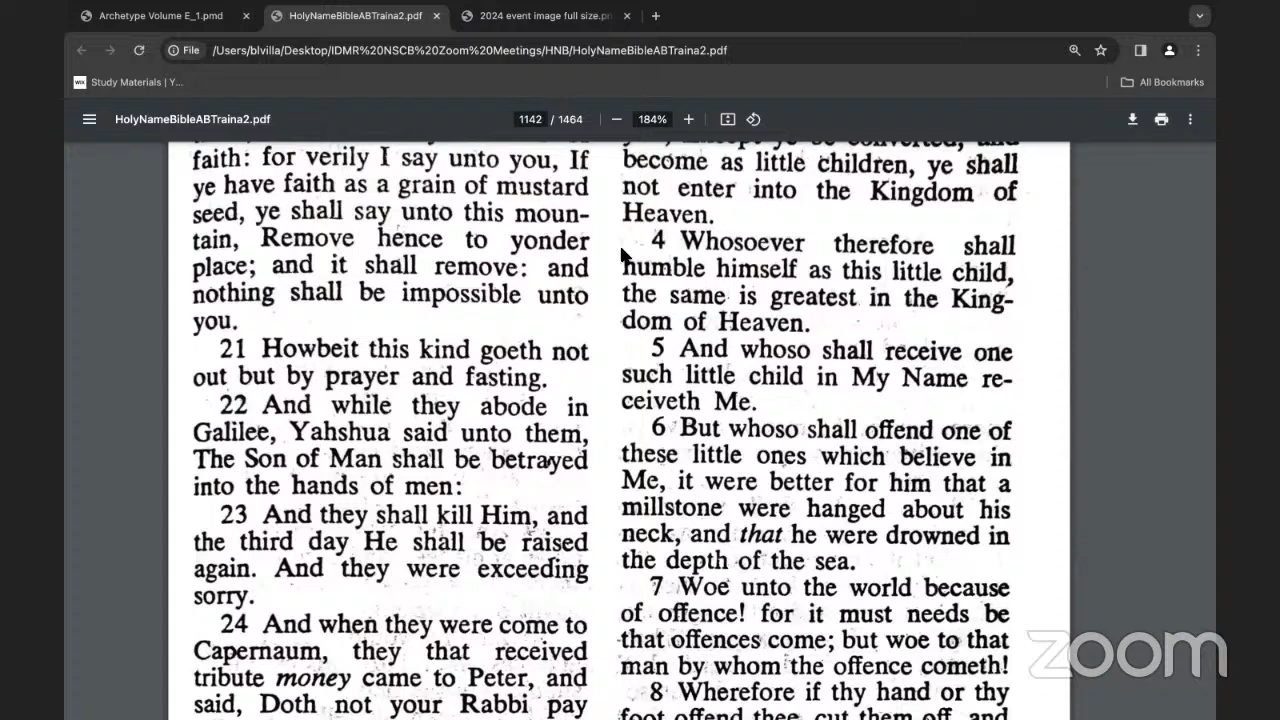 Archetype Volume E_1.pmd
HolyNameBibleABTraina2.pdf
2024 event image full size.pn
File /Users/blvilla/Desktop/IDMR%20NSCB%20Zoom%20Meetings/HNB/HolyNameBibleABTraina2.pdf
WIX Study Materials | Y...
All Bookmarks
HolyNameBibleABTraina2.pdf
1142 / 1464
184%
faith: for verily I say unto you, If
ye have faith as a grain of mustard
seed, ye shall say unto this moun-
tain, Remove hence to yonder
place; and it shall remove: and
nothing shall be impossible unto
you.
21 Howbeit this kind goeth not
out but by prayer and fasting.
22 And while they abode in
Galilee, Yahshua said unto them,
The Son of Man shall be betrayed
into the hands of men:
23 And they shall kill Him, and
the third day He shall be raised
again. And they were exceeding
sorry.
24 And when they were come to
Capernaum, they that received
tribute money came to Peter, and
said, Doth not your Rabbi pay
become as little children, ye shall
not enter into the Kingdom of
Heaven.
4 Whosoever therefore shall
humble himself as this little child,
the same is greatest in the King-
dom of Heaven.
5 And whoso shall receive one
such little child in My Name re-
ceiveth Me.
6 But whoso shall offend one of
these little ones which believe in
Me, it were better for him that a
millstone were hanged about his
neck, and that he were drowned in
the depth of the sea.
7 Woe unto the world because
of offence! for it must needs be
that offences come; but woe to that
man by whom the offence cometh!
8 Wherefore if thy hand or thy
foot offend thee, cut them off, and
zoom